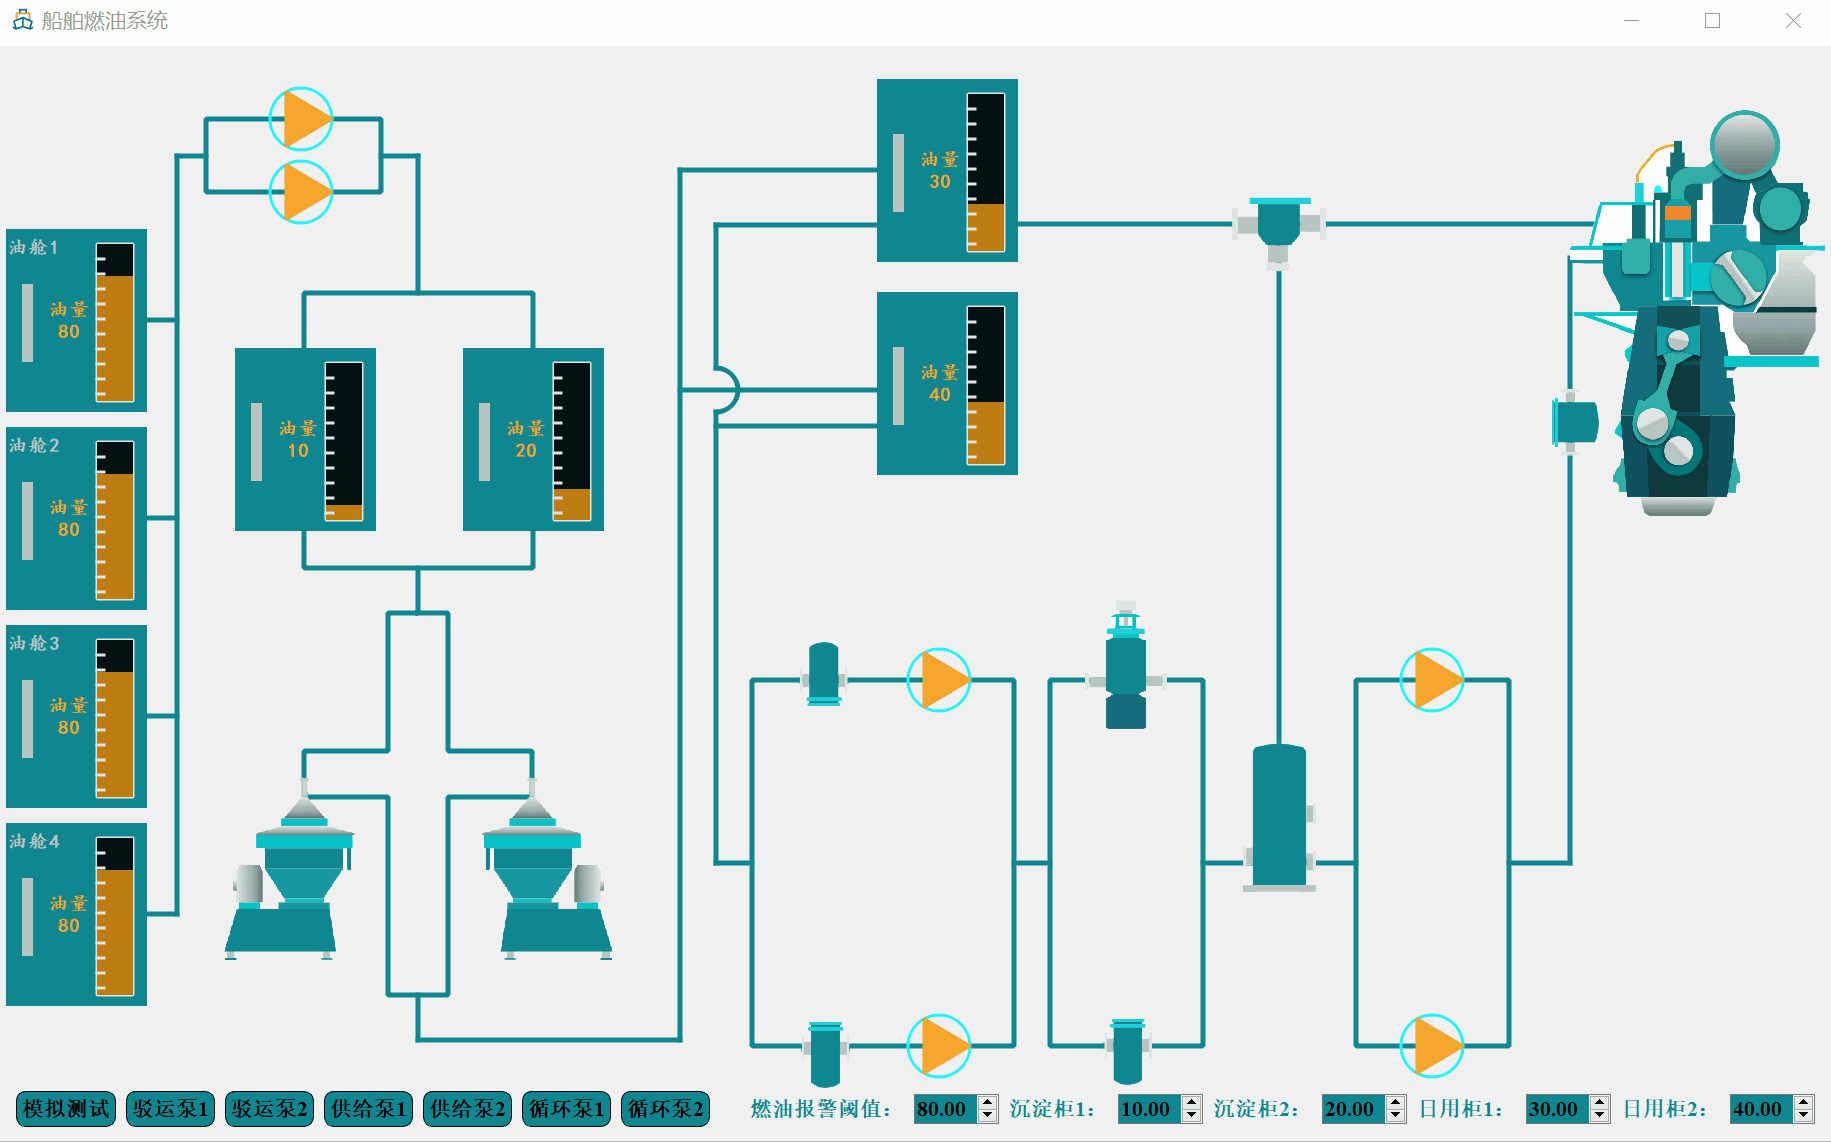 船舶燃油系统
油舱1
油量
80
油舱2
油量
80
油舱3
油量
80
油舱4
油量
80
油量
10
油量
20
油量
30
油量
40
模拟测试 驳运泵1 驳运泵2 供给泵1 供给泵2 循环泵1 循环泵2 燃油报警阈值： 80.00 沉淀柜1： 10.00 沉淀柜2： 20.00 日用柜1： 30.00 日用柜2： 40.00